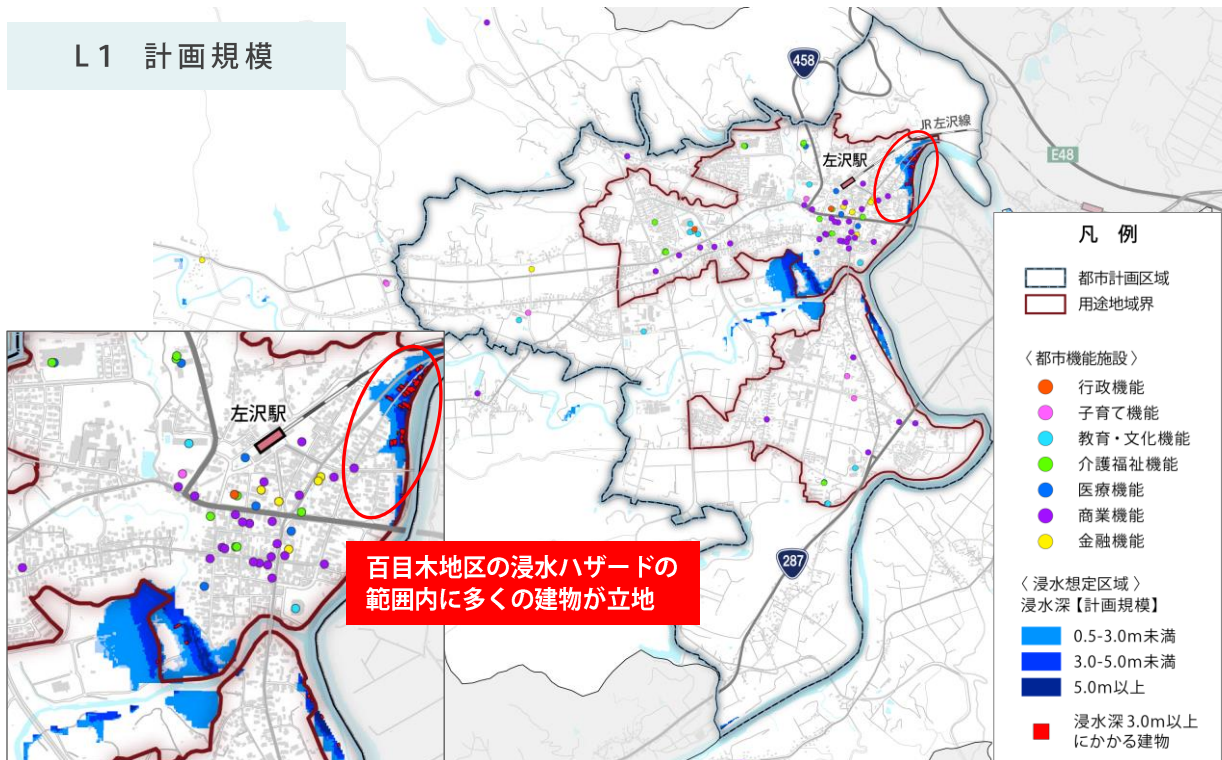 L1 計画規模
458
JR左沢線
E48
左沢駅
287
左沢駅
百目木地区の浸水ハザードの
範囲内に多くの建物が立地
凡 例
都市計画区域
用途地域界
〈 都市機能施設 〉
行政機能
子育て機能
教育・文化機能
介護福祉機能
医療機能
商業機能
金融機能
〈 浸水想定区域 〉
浸水深【計画規模】
0.5-3.0m未満
3.0-5.0m未満
5.0m以上
浸水深3.0m以上
にかかる建物